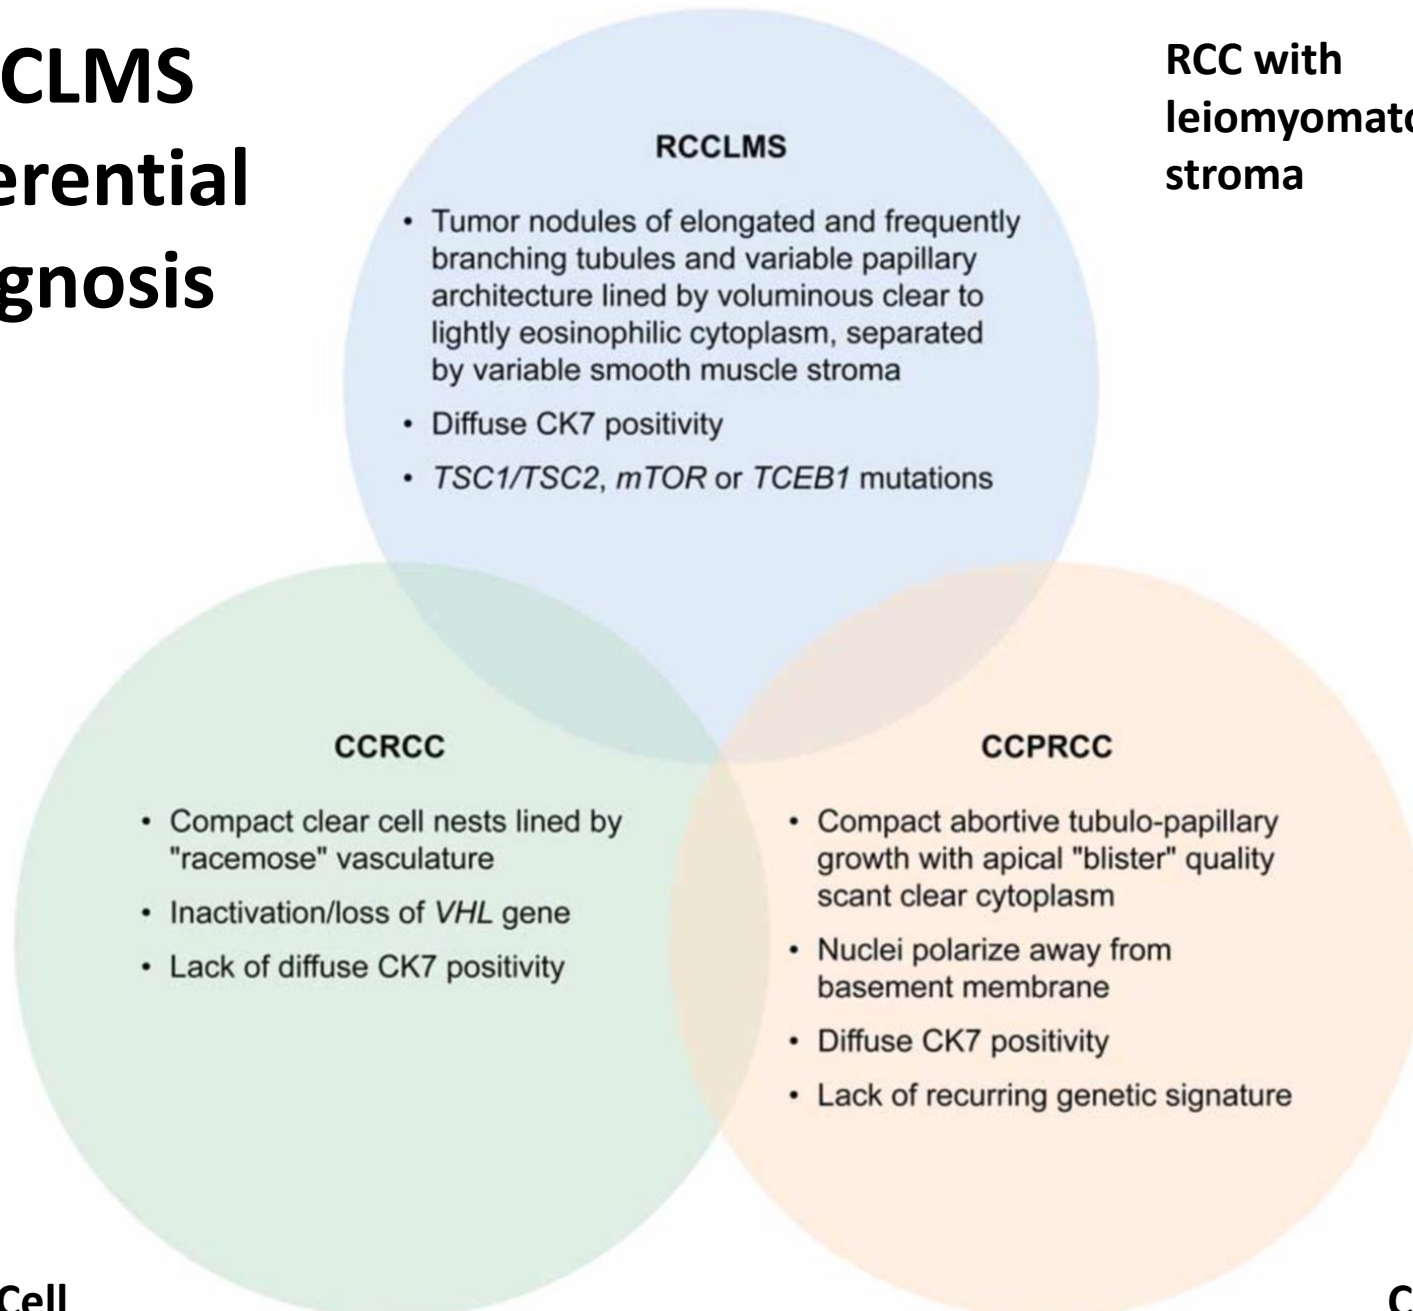 CLMS
erential
gnosis
RCC with
leiomyomato
stroma
RCCLMS
• Tumor nodules of elongated and frequently
branching tubules and variable papillary
architecture lined by voluminous clear to
lightly eosinophilic cytoplasm, separated
by variable smooth muscle stroma
• Diffuse CK7 positivity
• TSC1/TSC2, mTOR or TCEB1 mutations
CCRCC
• Compact clear cell nests lined by
"racemose" vasculature
• Inactivation/loss of VHL gene
• Lack of diffuse CK7 positivity
CCPRCC
• Compact abortive tubulo-papillary
growth with apical "blister" quality
scant clear cytoplasm
• Nuclei polarize away from
basement membrane
• Diffuse CK7 positivity
• Lack of recurring genetic signature
Cell
C